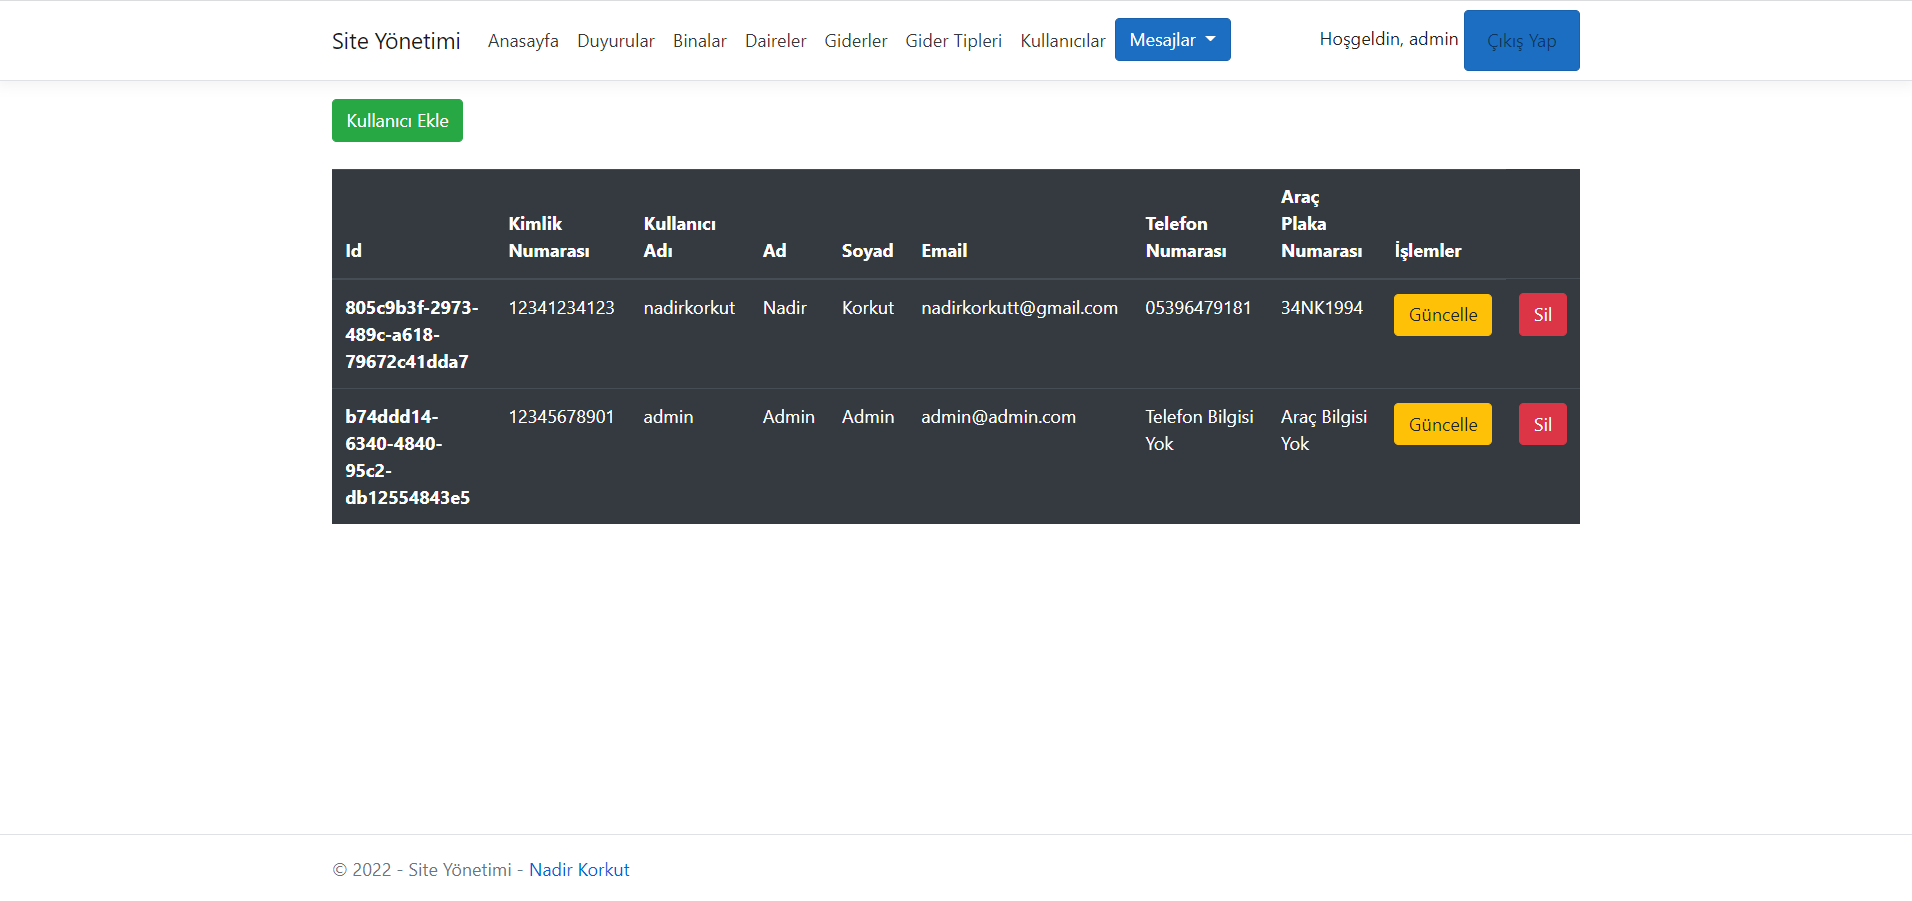 Site Yönetimi Anasayfa Duyurular Binalar Daireler Giderler Gider Tipleri Kullanıcılar Mesajlar Hoşgeldin, admin Çıkış Yap
Kullanıcı Ekle
Id Kimlik Numarası Kullanıcı Adı Ad Soyad Email Telefon Numarası Araç Plaka Numarası İşlemler
805c9b3f-2973- 12341234123 nadirkorkut Nadir Korkut nadirkorkutt@gmail.com 05396479181 34NK1994 Güncelle Sil
489c-a618-
79672c41dda7
b74ddd14- 12345678901 admin Admin Admin admin@admin.com Telefon Bilgisi Araç Bilgisi Güncelle Sil
6340-4840- Yok Yok
95c2-
db12554843e5
© 2022 - Site Yönetimi - Nadir Korkut